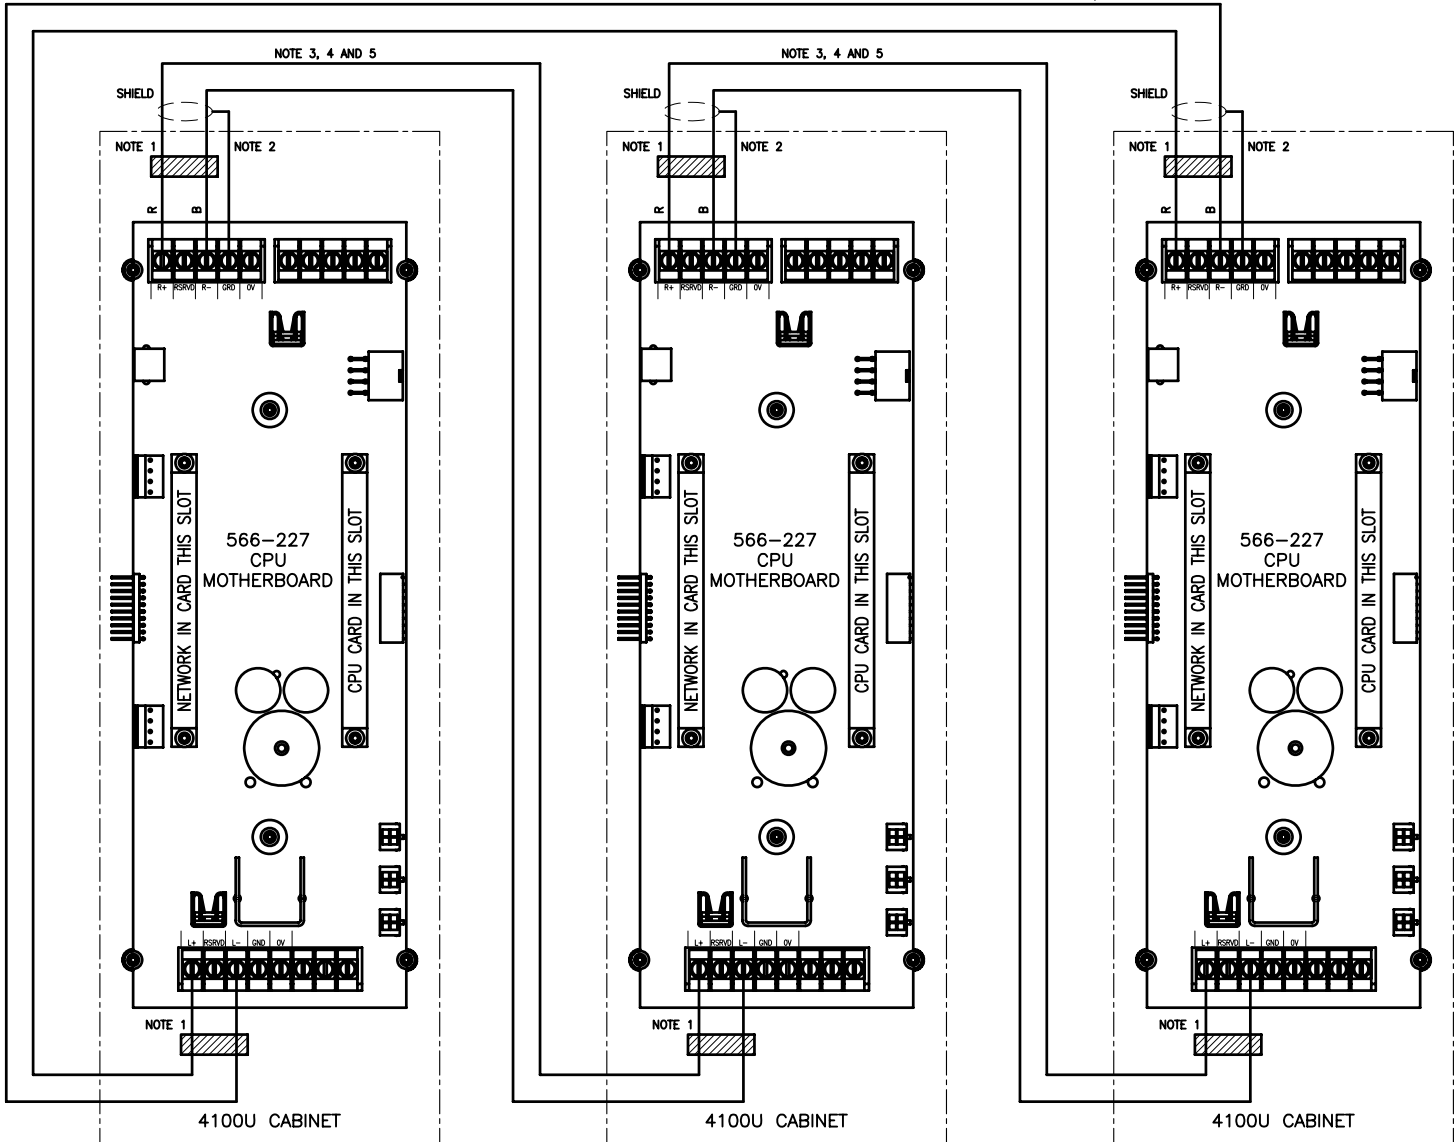 NOTE 3, 4 AND 5
NOTE 3, 4 AND 5
SHIELD
SHIELD
SHIELD
NOTE 1
NOTE 2
NOTE 1
NOTE 2
NOTE 1
NOTE 2
R
B
R
B
R
B
R+ RSRVD R- GRD 0V
R+ RSRVD R- GRD 0V
R+ RSRVD R- GRD 0V
NETWORK IN CARD THIS SLOT
566-227
CPU
MOTHERBOARD
CPU CARD IN THIS SLOT
NETWORK IN CARD THIS SLOT
566-227
CPU
MOTHERBOARD
CPU CARD IN THIS SLOT
NETWORK IN CARD THIS SLOT
566-227
CPU
MOTHERBOARD
CPU CARD IN THIS SLOT
L+ RSRVD L- GND 0V
L+ RSRVD L- GND 0V
L+ RSRVD L- GND 0V
NOTE 1
NOTE 1
NOTE 1
4100U CABINET
4100U CABINET
4100U CABINET